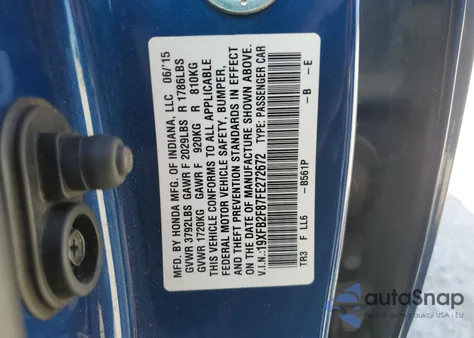 MFD. BY HONDA MFG. OF INDIANA, LLC 06/'15
GVWR 3792LBS GAWR F 2029LBS R 1786LBS
GVWR 1720KG GAWR F 920KG R 810KG
THIS VEHICLE CONFORMS TO ALL APPLICABLE
FEDERAL MOTOR VEHICLE SAFETY, BUMPER,
AND THEFT PREVENTION STANDARDS IN EFFECT
ON THE DATE OF MANUFACTURE SHOWN ABOVE.
V.I.N.: 19XFB2F87FE272672 TYPE: PASSENGER CAR
TR3 F LL6 - B561P - B - E
autoSnap